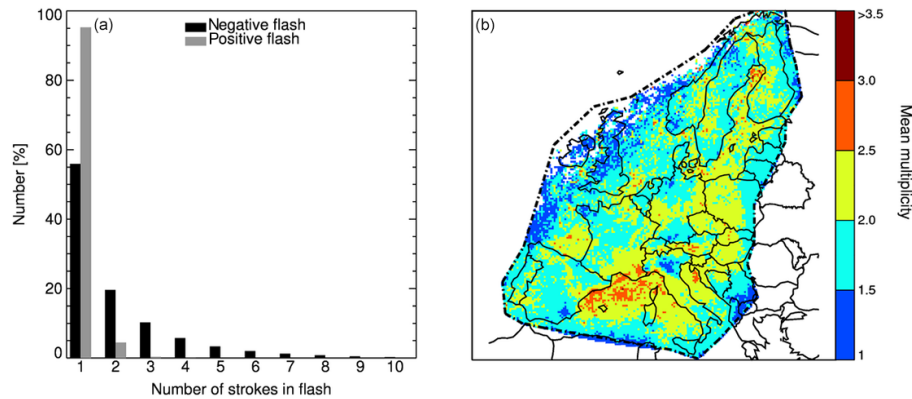 (a)
Negative flash
Positive flash
100
80
60
40
20
0
Number [%]
1 2 3 4 5 6 7 8 9 10
Number of strokes in flash
(b)
>3.5
3.0
2.5
2.0
1.5
1
Mean multiplicity